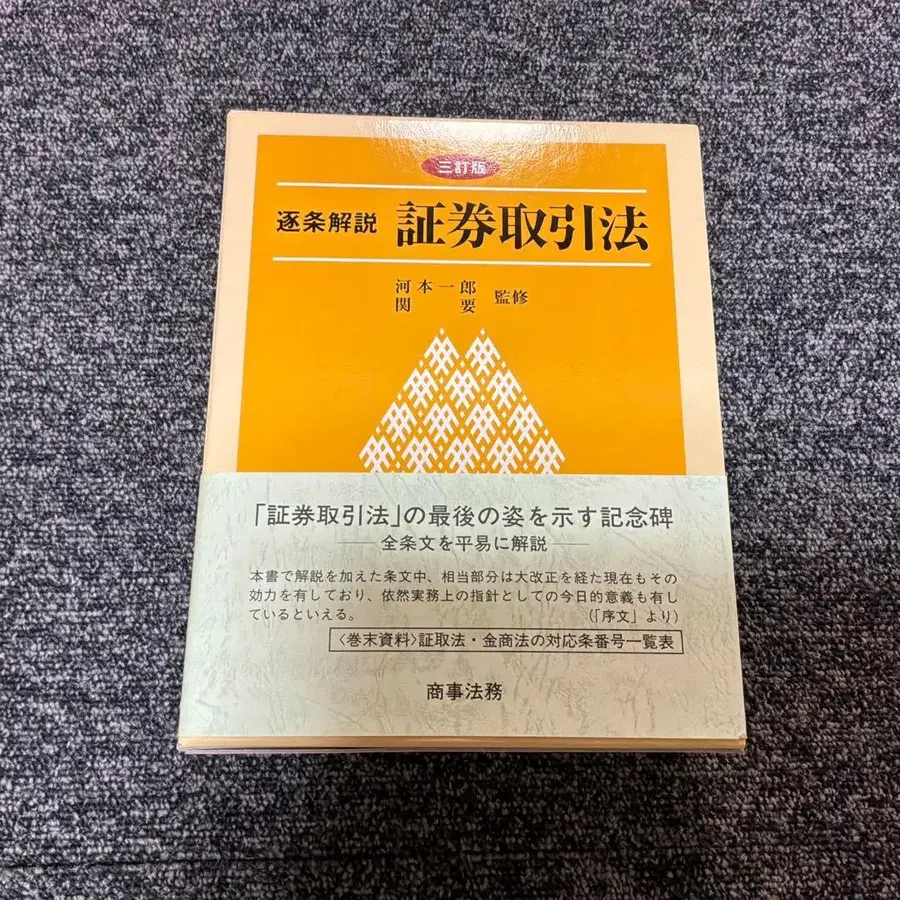 三訂版
逐条解説 証券取引法
河本一郎
関 要 監修
「証券取引法」の最後の姿を示す記念碑
――全条文を平易に解説――
本書で解説を加えた条文中、相当部分は大改正を経た現在もその
効力を有しており、依然実務上の指針としての今日的意義も有し
ているといえる。 (「序文」より)
〈巻末資料〉証取法・金商法の対応条番号一覧表
商事法務